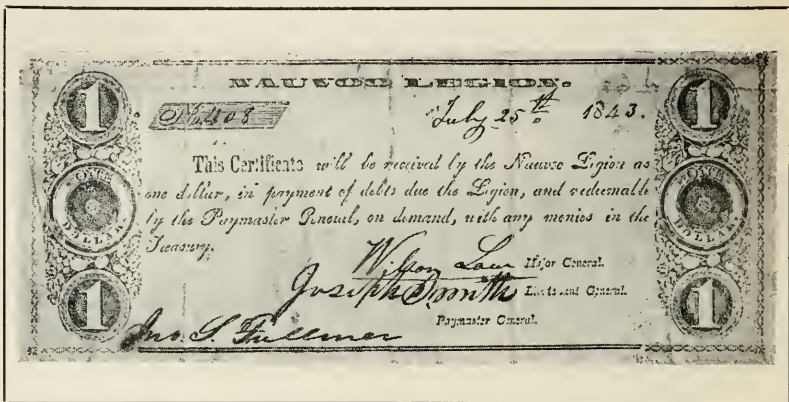 1
1
NAUVOO LEGION.
No. 408
July 25th 1843.
This Certificate will be received by the Nauvoo Legion as
one dollar, in payment of debts due the Legion, and redeemable
by the Paymaster General, on demand, with any monies in the
Treasury.
ONE
DOLLAR.
ONE
DOLLAR.
Wilson Law Major General.
Joseph Smith Lieutenant General.
Paymaster General.
Jno. S. Fullmer
1
1